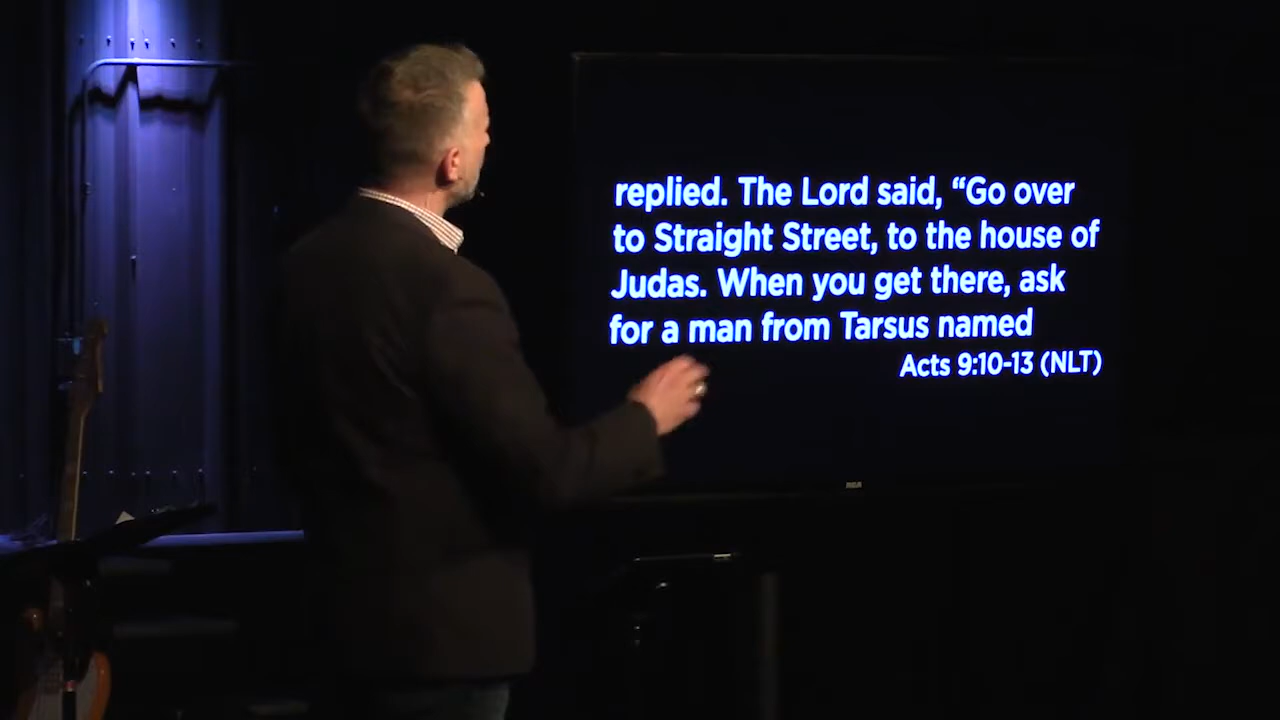 replied. The Lord said, “Go over
to Straight Street, to the house of
Judas. When you get there, ask
for a man from Tarsus named
Acts 9:10-13 (NLT)
RCA